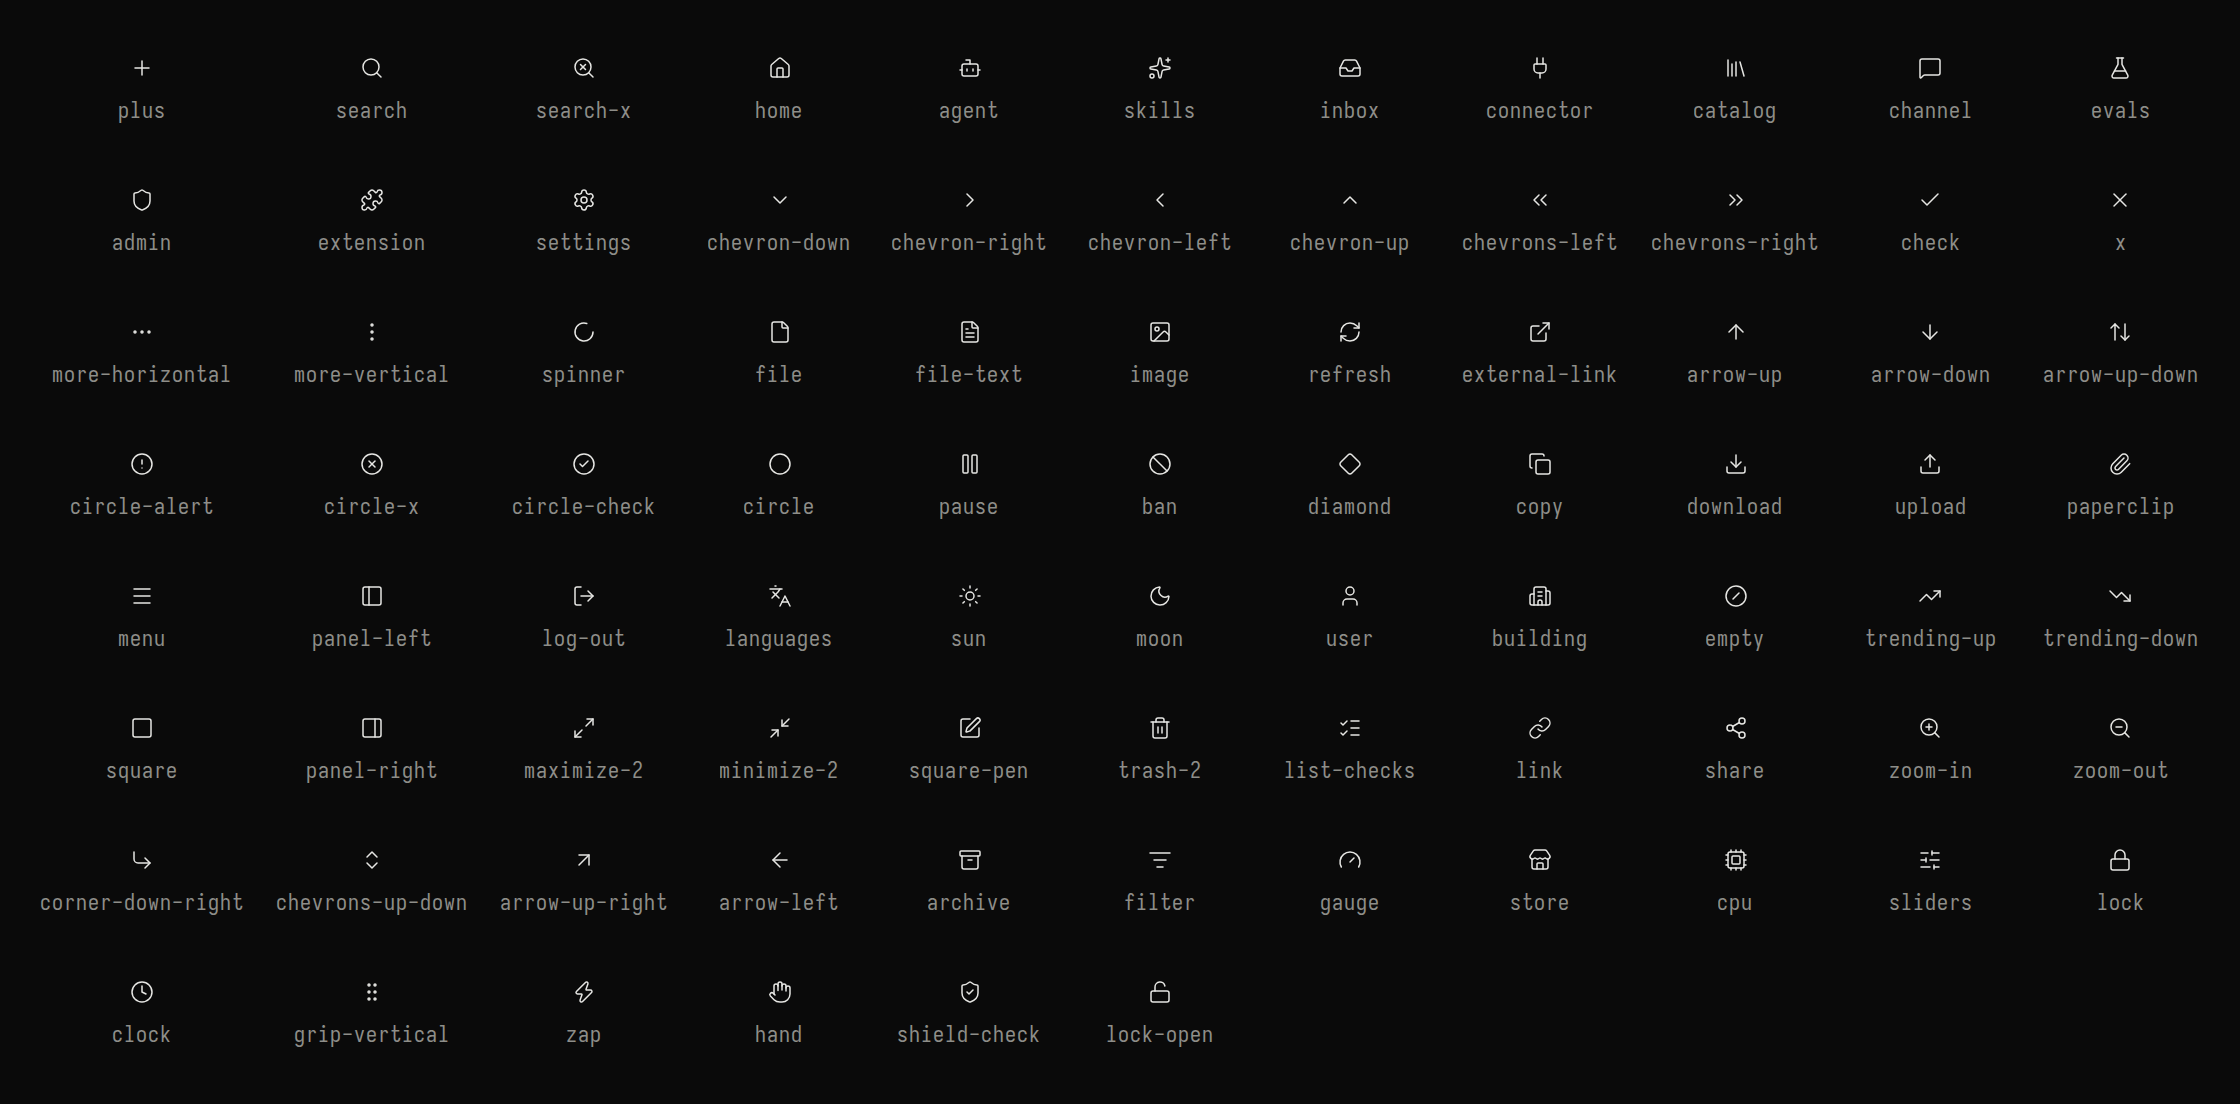 plus search search-x home agent skills inbox connector catalog channel evals
admin extension settings chevron-down chevron-right chevron-left chevron-up chevrons-left chevrons-right check x
more-horizontal more-vertical spinner file file-text image refresh external-link arrow-up arrow-down arrow-up-down
circle-alert circle-x circle-check circle pause ban diamond copy download upload paperclip
menu panel-left log-out languages sun moon user building empty trending-up trending-down
square panel-right maximize-2 minimize-2 square-pen trash-2 list-checks link share zoom-in zoom-out
corner-down-right chevrons-up-down arrow-up-right arrow-left archive filter gauge store cpu sliders lock
clock grip-vertical zap hand shield-check lock-open